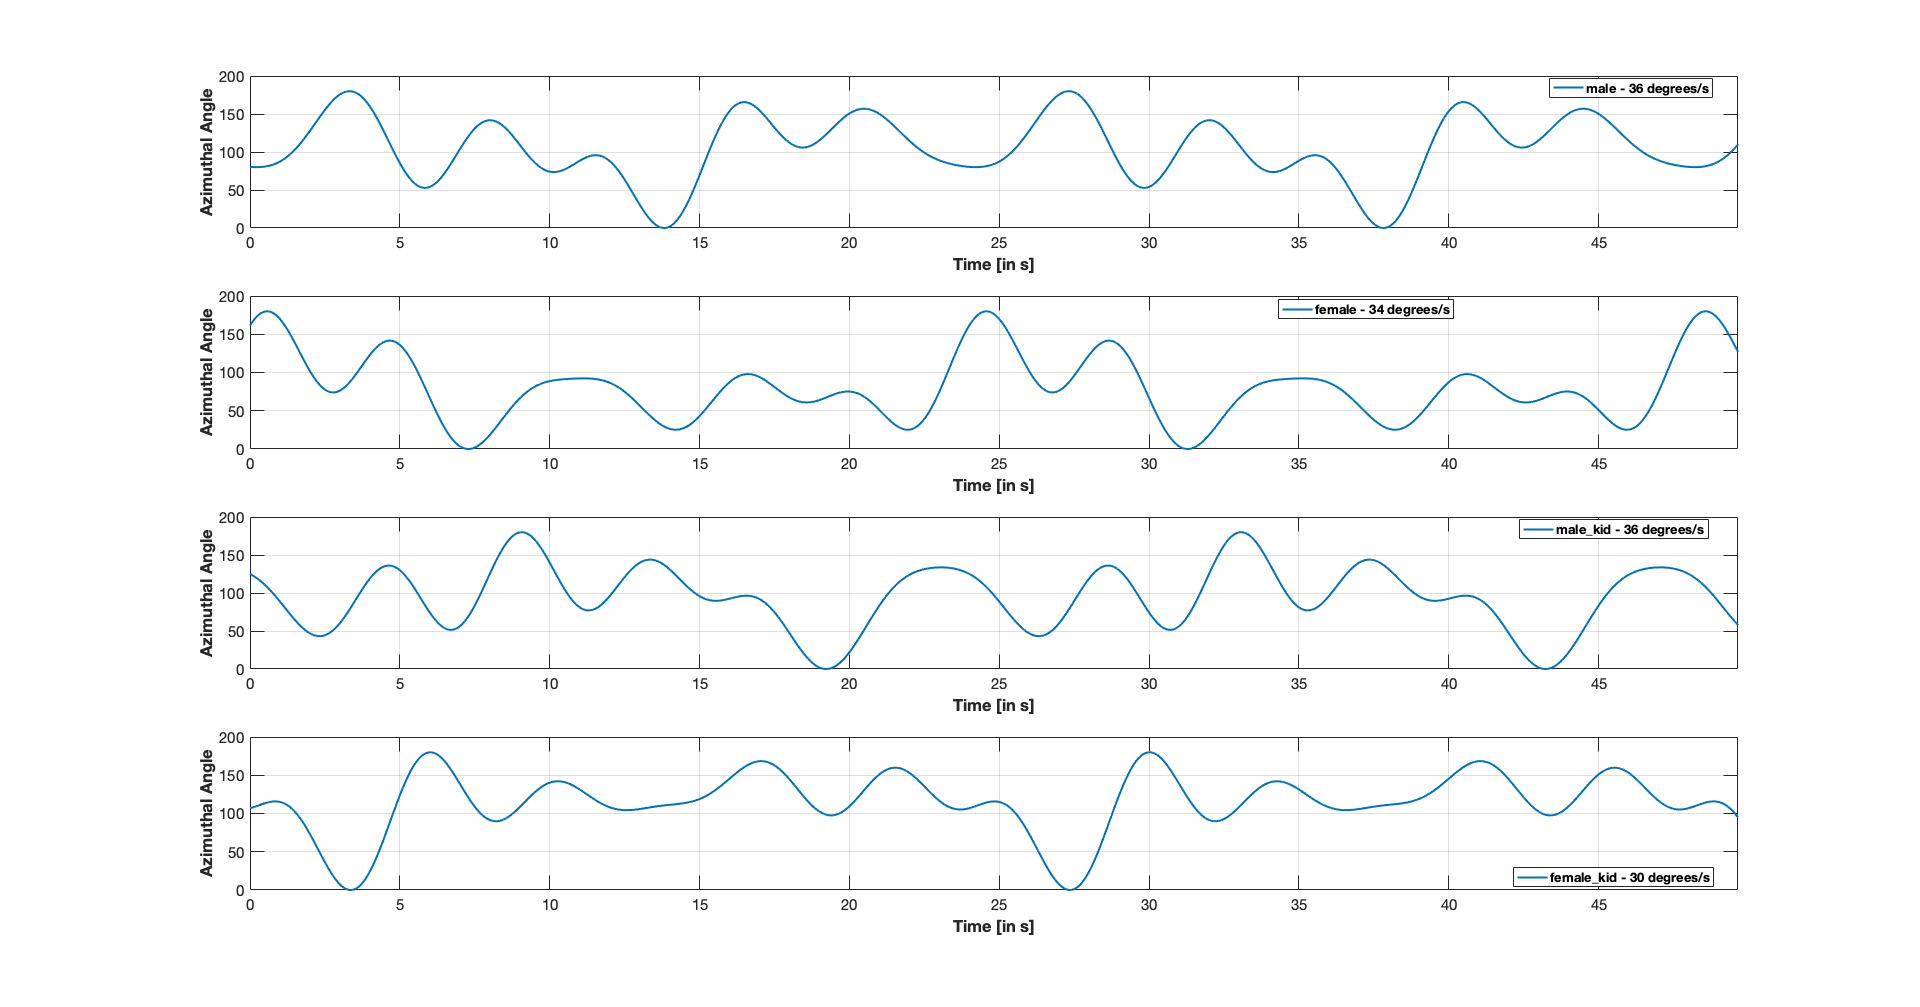 200
150
100
50
0
Azimuthal Angle
male - 36 degrees/s
0 5 10 15 20 25 30 35 40 45
Time [in s]
200
150
100
50
0
Azimuthal Angle
female - 34 degrees/s
0 5 10 15 20 25 30 35 40 45
Time [in s]
200
150
100
50
0
Azimuthal Angle
male_kid - 36 degrees/s
0 5 10 15 20 25 30 35 40 45
Time [in s]
200
150
100
50
0
Azimuthal Angle
female_kid - 30 degrees/s
0 5 10 15 20 25 30 35 40 45
Time [in s]